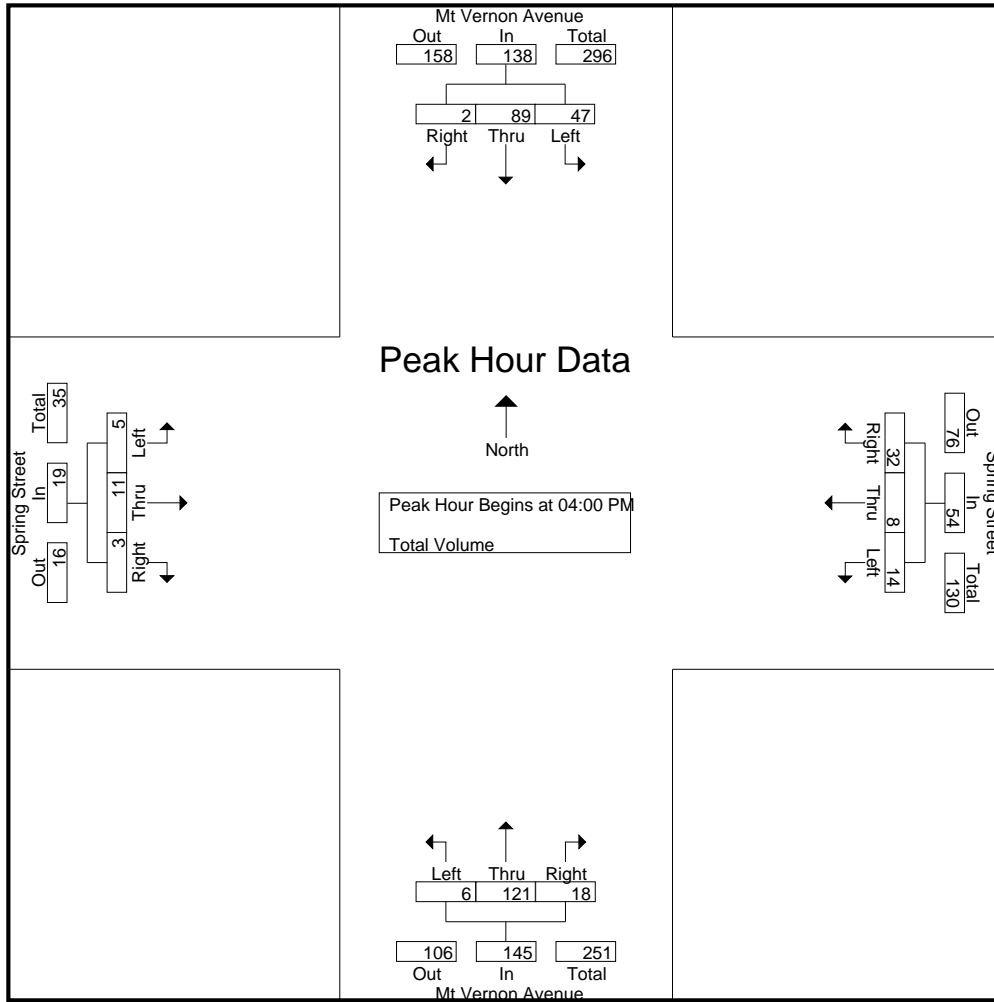 Mt Vernon Avenue
Out In Total
158 138 296
2 89 47
Right Thru Left
Peak Hour Data
North
Peak Hour Begins at 04:00 PM
Total Volume
Spring Street
Out In Total
16 19 35
3 11 5
Right Thru Left
Spring Street
Out In Total
76 54 130
32 8 14
Right Thru Left
Left Thru Right
6 121 18
106 145 251
Out In Total
Mt Vernon Avenue